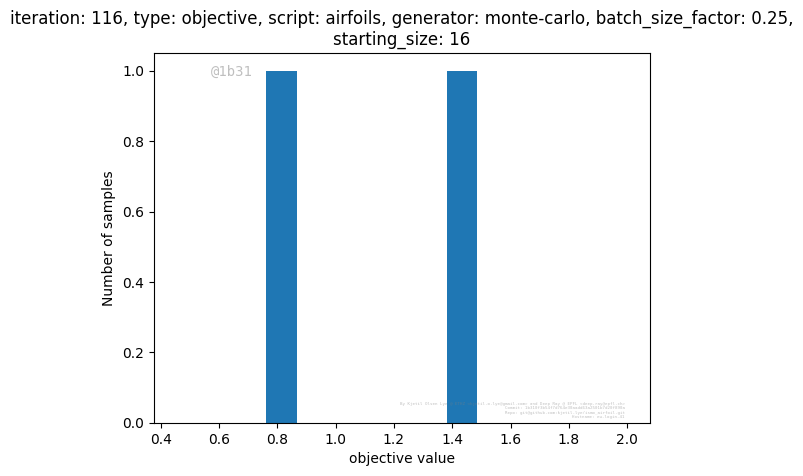 iteration: 116, type: objective, script: airfoils, generator: monte-carlo, batch_size_factor: 0.25,
starting_size: 16
@1b31
1.0
0.8
0.6
0.4
0.2
0.0
Number of samples
0.4 0.6 0.8 1.0 1.2 1.4 1.6 1.8 2.0
objective value